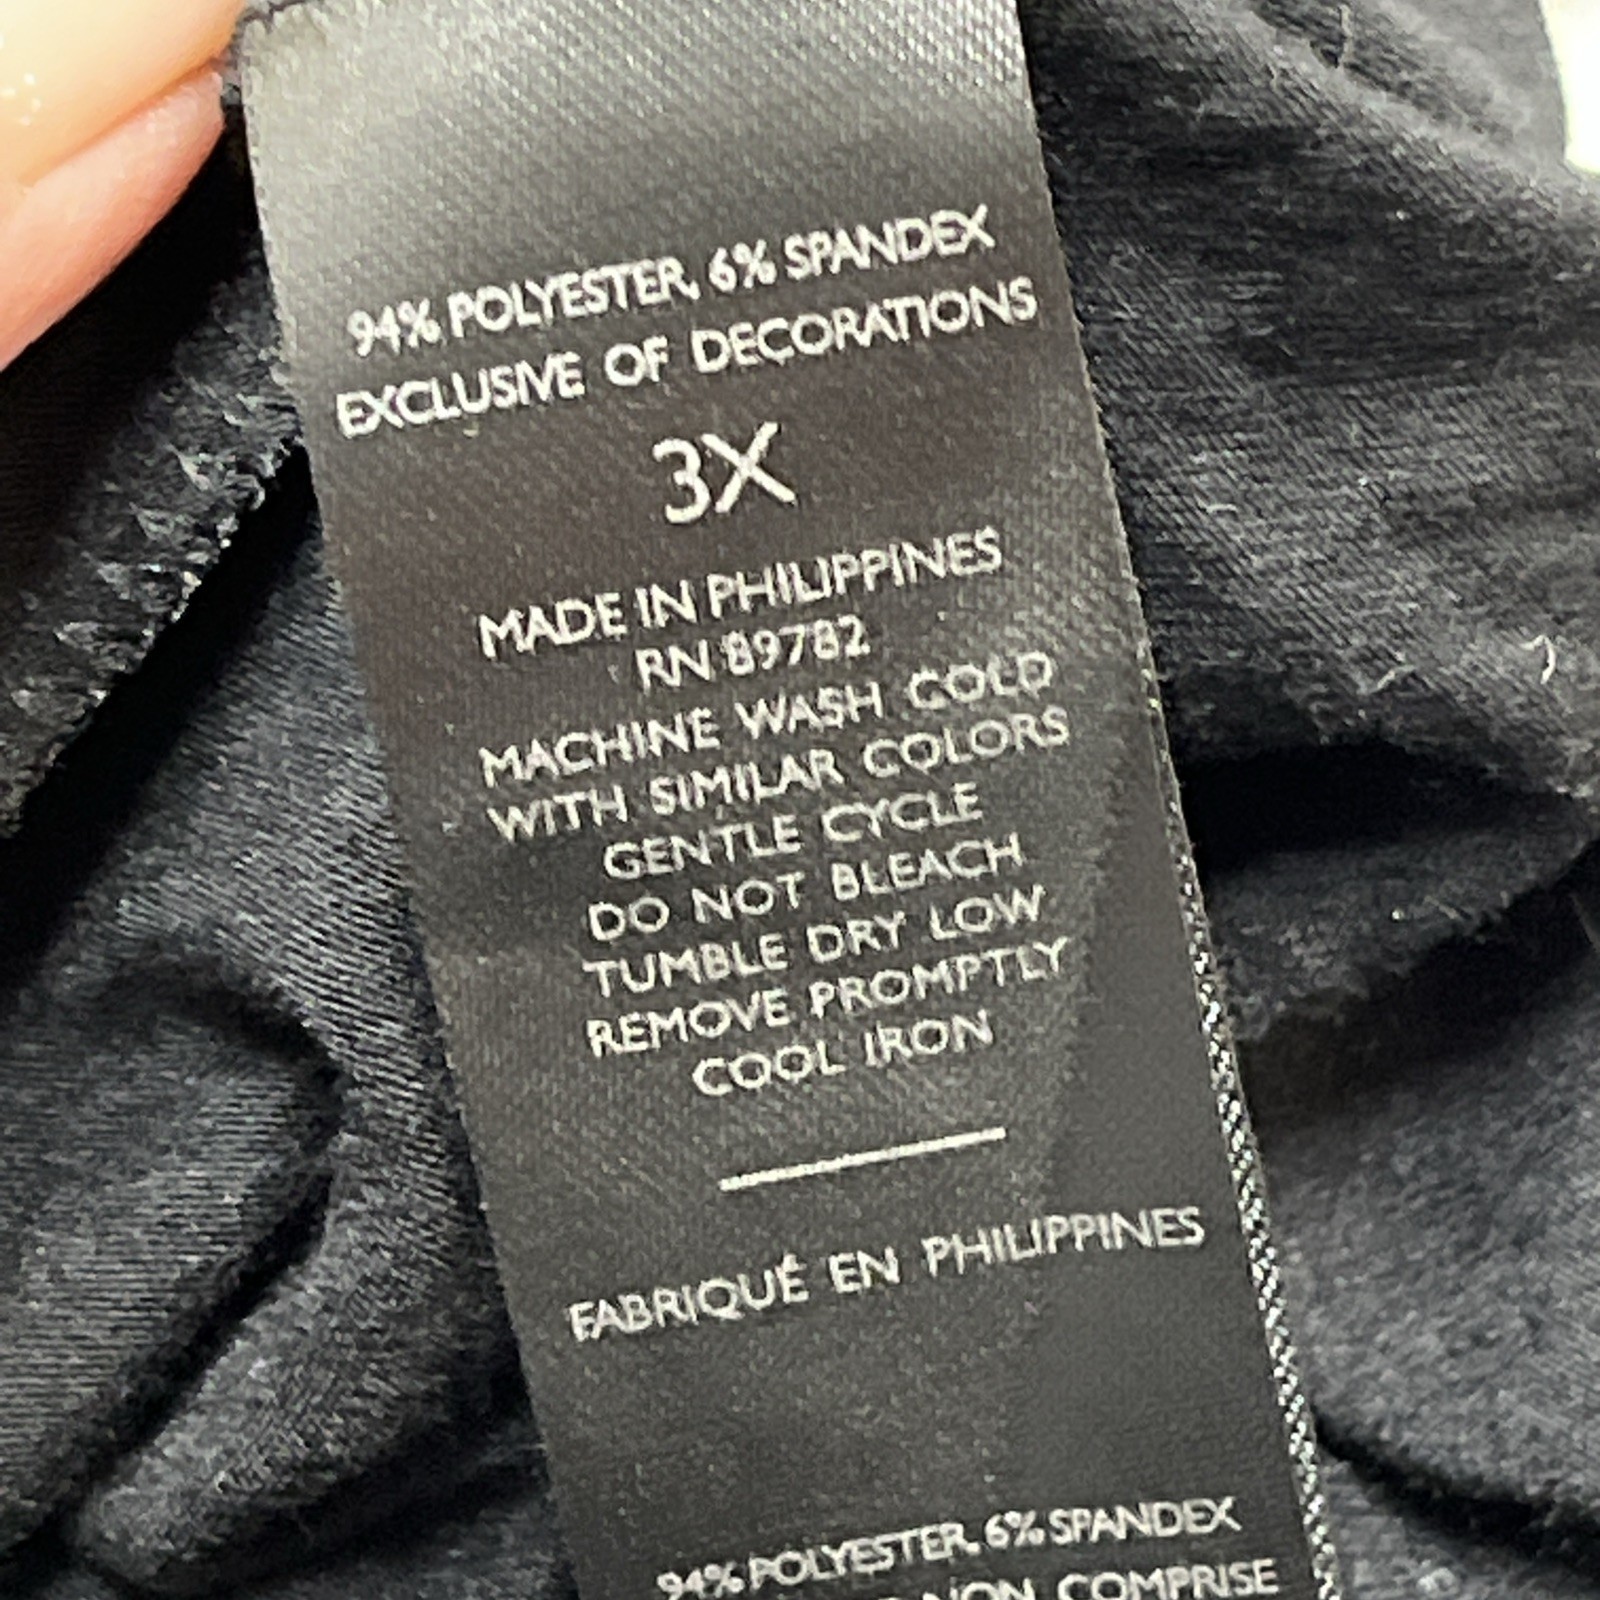 94% POLYESTER, 6% SPANDEX
EXCLUSIVE OF DECORATIONS
3X
MADE IN PHILIPPINES
RN 89782
MACHINE WASH COLD
WITH SIMILAR COLORS
GENTLE CYCLE
DO NOT BLEACH
TUMBLE DRY LOW
REMOVE PROMPTLY
COOL IRON
FABRIQUÉ EN PHILIPPINES
94% POLYESTER, 6% SPANDEX
NON COMPRISE